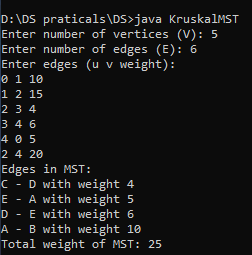 D:\DS praticals\DS>java KruskalMST
Enter number of vertices (V): 5
Enter number of edges (E): 6
Enter edges (u v weight):
0 1 10
1 2 15
2 3 4
3 4 6
4 0 5
2 4 20
Edges in MST:
C - D with weight 4
E - A with weight 5
D - E with weight 6
A - B with weight 10
Total weight of MST: 25